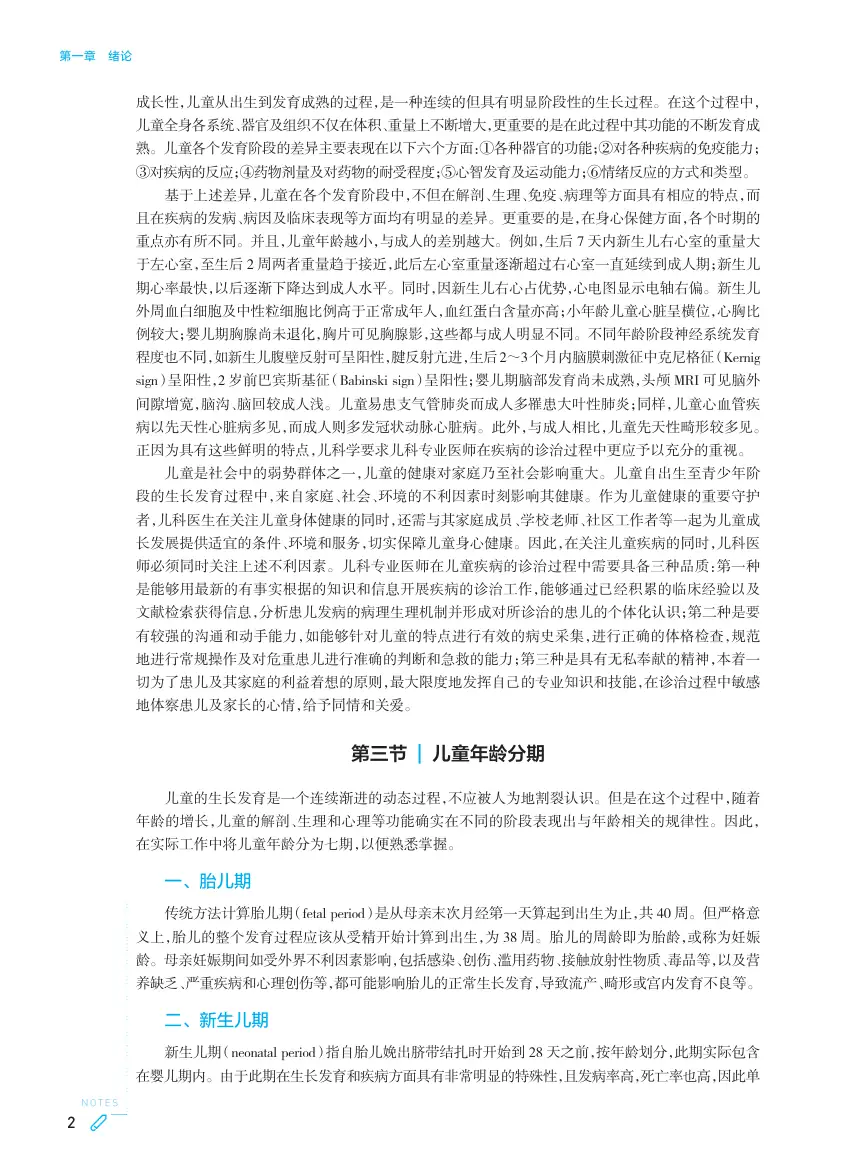 第一章　绪论
成长性，儿童从出生到发育成熟的过程，是一种连续的但具有明显阶段性的生长过程。在这个过程中，
儿童全身各系统、器官及组织不仅在体积、重量上不断增大，更重要的是在此过程中其功能的不断发育成
熟。儿童各个发育阶段的差异主要表现在以下六个方面：①各种器官的功能；②对各种疾病的免疫能力；
③对疾病的反应；④药物剂量及对药物的耐受程度；⑤心智发育及运动能力；⑥情绪反应的方式和类型。
基于上述差异，儿童在各个发育阶段中，不但在解剖、生理、免疫、病理等方面具有相应的特点，而
且在疾病的发病、病因及临床表现等方面均有明显的差异。更重要的是，在身心保健方面，各个时期的
重点亦有所不同。并且，儿童年龄越小，与成人的差别越大。例如，生后 7 天内新生儿右心室的重量大
于左心室，至生后 2 周两者重量趋于接近，此后左心室重量逐渐超过右心室一直延续到成人期；新生儿
期心率最快，以后逐渐下降达到成人水平。同时，因新生儿右心占优势，心电图显示电轴右偏。新生儿
外周血白细胞及中性粒细胞比例高于正常成年人，血红蛋白含量亦高；小年龄儿童心脏呈横位，心胸比
例较大；婴儿期胸腺尚未退化，胸片可见胸腺影，这些都与成人明显不同。不同年龄阶段神经系统发育
程度也不同，如新生儿腹壁反射可呈阳性，腱反射亢进，生后 2～3 个月内脑膜刺激征中克尼格征（Kernig
sign）呈阳性，2 岁前巴宾斯基征（Babinski sign）呈阳性；婴儿期脑部发育尚未成熟，头颅 MRI 可见脑外
间隙增宽，脑沟、脑回较成人浅。儿童易患支气管肺炎而成人多罹患大叶性肺炎；同样，儿童心血管疾
病以先天性心脏病多见，而成人则多发冠状动脉心脏病。此外，与成人相比，儿童先天性畸形较多见。
正因为具有这些鲜明的特点，儿科学要求儿科专业医师在疾病的诊治过程中更应予以充分的重视。
儿童是社会中的弱势群体之一，儿童的健康对家庭乃至社会影响重大。儿童自出生至青少年阶
段的生长发育过程中，来自家庭、社会、环境的不利因素时刻影响其健康。作为儿童健康的重要守护
者，儿科医生在关注儿童身体健康的同时，还需与其家庭成员、学校老师、社区工作者等一起为儿童成
长发展提供适宜的条件、环境和服务，切实保障儿童身心健康。因此，在关注儿童疾病的同时，儿科医
师必须同时关注上述不利因素。儿科专业医师在儿童疾病的诊治过程中需要具备三种品质：第一种
是能够用最新的有事实根据的知识和信息开展疾病的诊治工作，能够通过已经积累的临床经验以及
文献检索获得信息，分析患儿发病的病理生理机制并形成对所诊治的患儿的个体化认识；第二种是要
有较强的沟通和动手能力，如能够针对儿童的特点进行有效的病史采集，进行正确的体格检查，规范
地进行常规操作及对危重患儿进行准确的判断和急救的能力；第三种是具有无私奉献的精神，本着一
切为了患儿及其家庭的利益着想的原则，最大限度地发挥自己的专业知识和技能，在诊治过程中敏感
地体察患儿及家长的心情，给予同情和关爱。
第三节｜儿童年龄分期
儿童的生长发育是一个连续渐进的动态过程，不应被人为地割裂认识。但是在这个过程中，随着
年龄的增长，儿童的解剖、生理和心理等功能确实在不同的阶段表现出与年龄相关的规律性。因此，
在实际工作中将儿童年龄分为七期，以便熟悉掌握。
一、胎儿期
传统方法计算胎儿期（fetal period）是从母亲末次月经第一天算起到出生为止，共 40 周。但严格意
义上，胎儿的整个发育过程应该从受精开始计算到出生，为 38 周。胎儿的周龄即为胎龄，或称为妊娠
龄。母亲妊娠期间如受外界不利因素影响，包括感染、创伤、滥用药物、接触放射性物质、毒品等，以及营
养缺乏、严重疾病和心理创伤等，都可能影响胎儿的正常生长发育，导致流产、畸形或宫内发育不良等。
二、新生儿期
新生儿期（neonatal period）指自胎儿娩出脐带结扎时开始到 28 天之前，按年龄划分，此期实际包含
在婴儿期内。由于此期在生长发育和疾病方面具有非常明显的特殊性，且发病率高，死亡率也高，因此单
NOTES
2